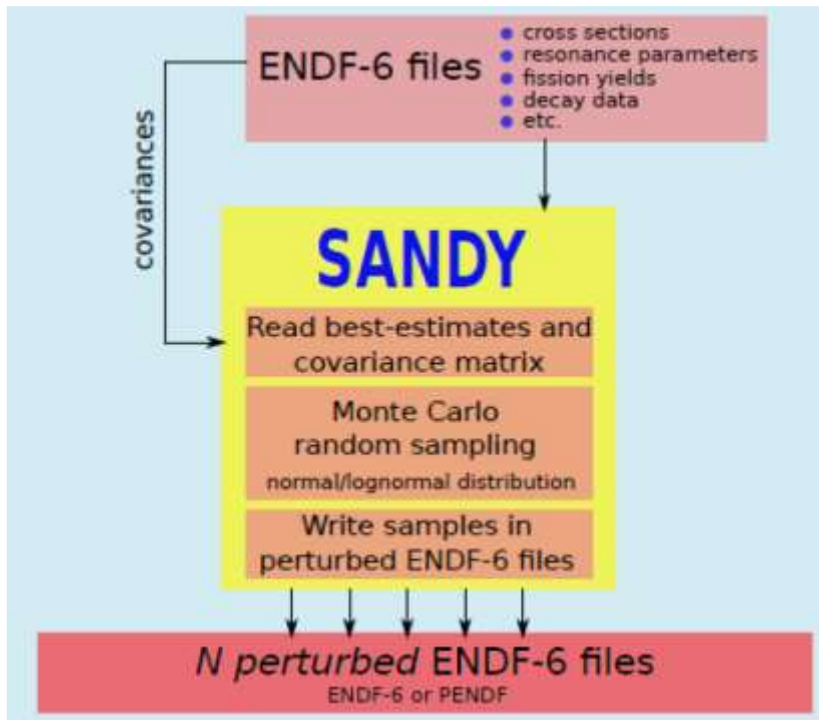 ENDF-6 files
cross sections
resonance parameters
fission yields
decay data
etc.
covariances
SANDY
Read best-estimates and
covariance matrix
Monte Carlo
random sampling
normal/lognormal distribution
Write samples in
perturbed ENDF-6 files
N perturbed ENDF-6 files
ENDF-6 or PENDF